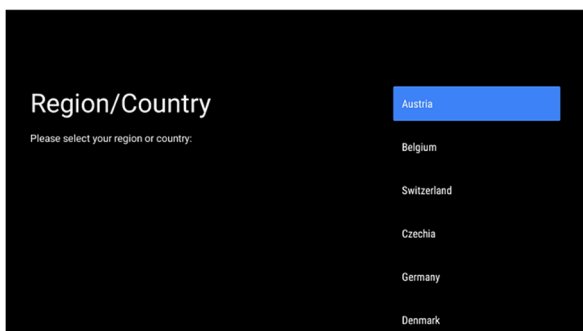 Region/Country
Please select your region or country:
Austria
Belgium
Switzerland
Czechia
Germany
Denmark